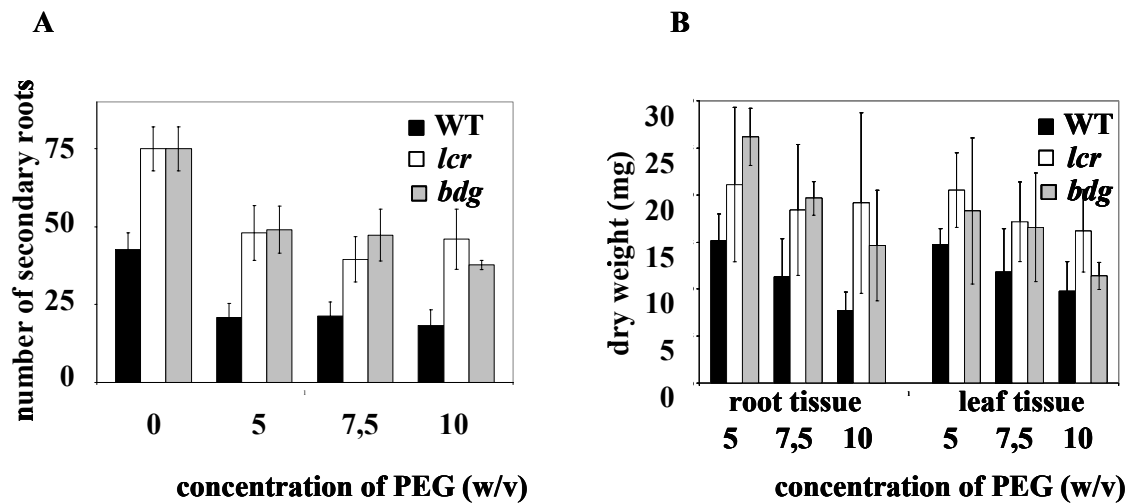 A
number of secondary roots
75
50
25
0
WT
lcr
bdg
0 5 7,5 10
concentration of PEG (w/v)
B
dry weight (mg)
30
25
20
15
10
5
0
WT
lcr
bdg
root tissue leaf tissue
5 7,5 10 5 7,5 10
concentration of PEG (w/v)